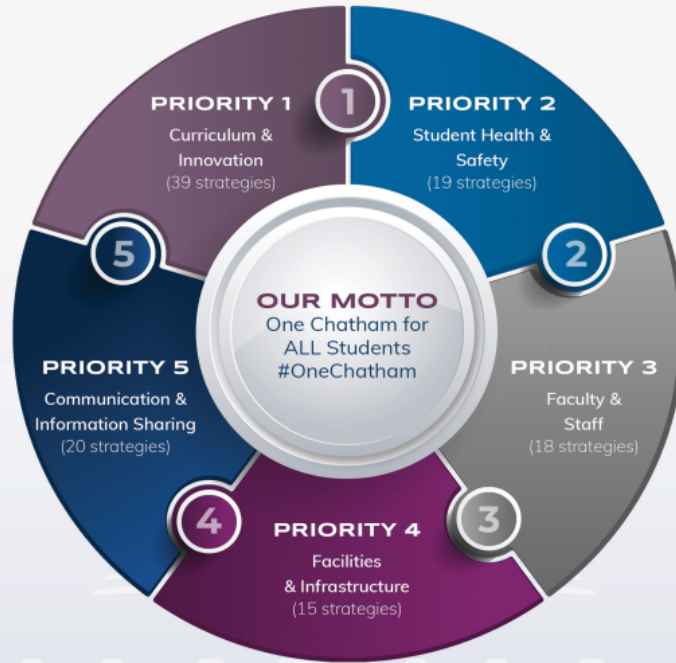 PRIORITY 1
Curriculum &
Innovation
(39 strategies)
1
PRIORITY 2
Student Health &
Safety
(19 strategies)
2
PRIORITY 3
Faculty &
Staff
(18 strategies)
3
PRIORITY 4
Facilities
& Infrastructure
(15 strategies)
4
PRIORITY 5
Communication &
Information Sharing
(20 strategies)
5
OUR MOTTO
One Chatham for
ALL Students
#OneChatham